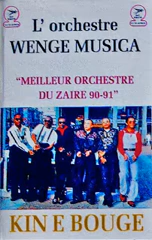 L' orchestre
WENGE MUSICA
"MEILLEUR ORCHESTRE
DU ZAIRE 90-91"
KIN E BOUGE